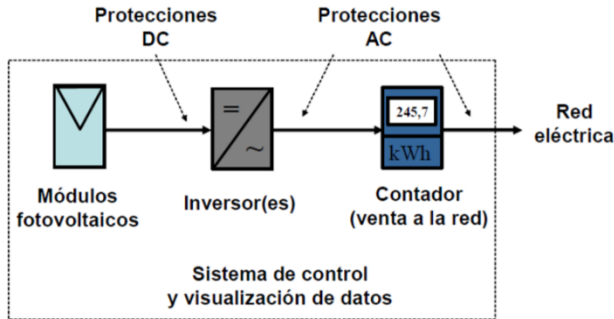 Protecciones
DC
Protecciones
AC
=
~
245,7
kWh
Red
eléctrica
Módulos
fotovoltaicos
Inversor(es)
Contador
(venta a la red)
Sistema de control
y visualización de datos